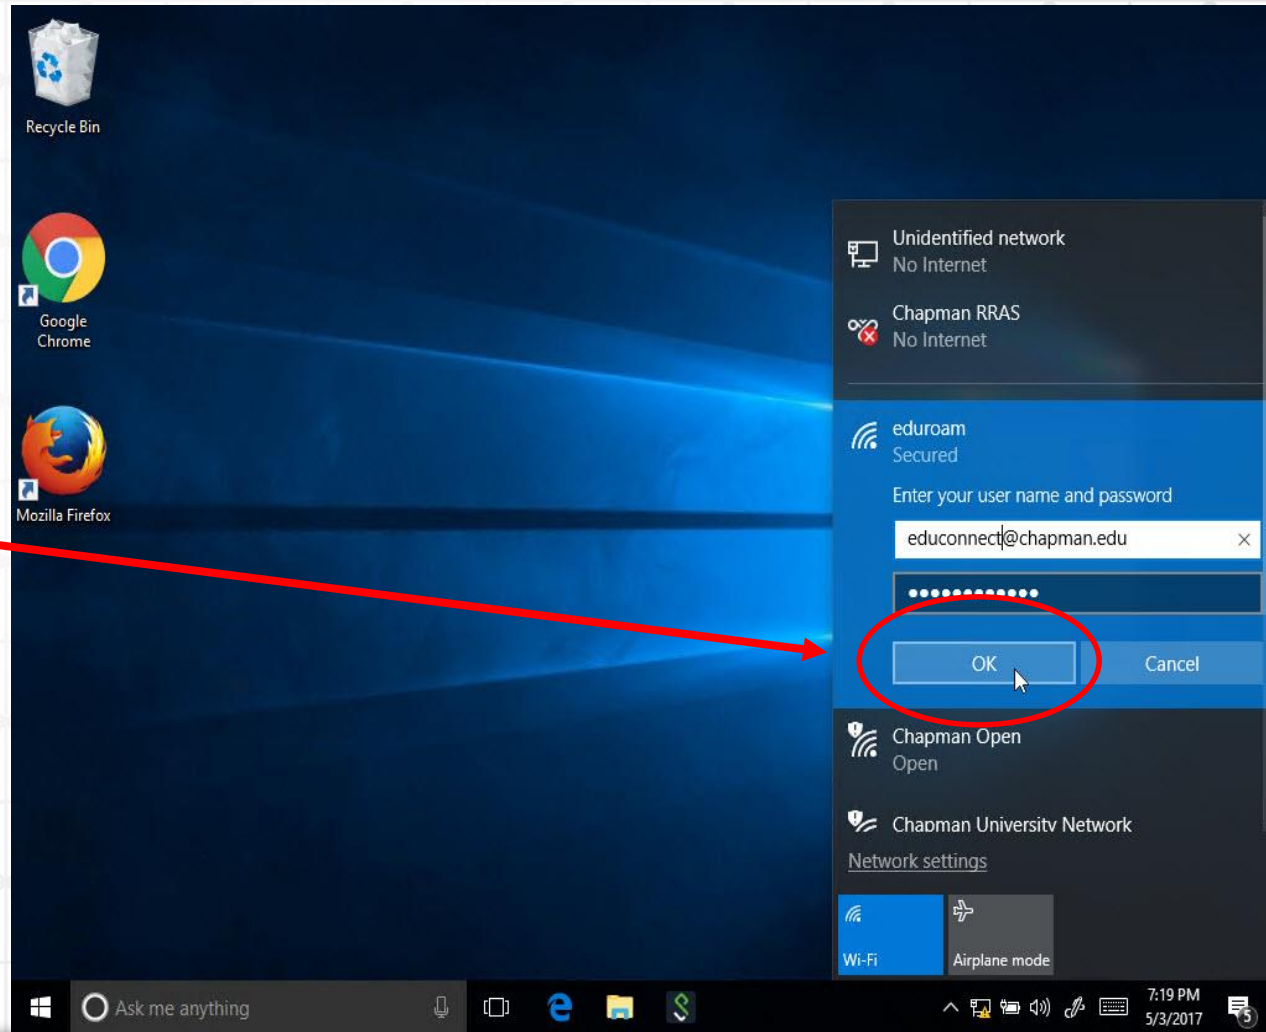 Recycle Bin
Google
Chrome
Mozilla Firefox
Unidentified network
No Internet
Chapman RRAS
No Internet
eduroam
Secured
Enter your user name and password
educonnect@chapman.edu
OK
Cancel
Chapman Open
Open
Chapman University Network
Network settings
Wi-Fi
Airplane mode
Ask me anything
7:19 PM
5/3/2017
5